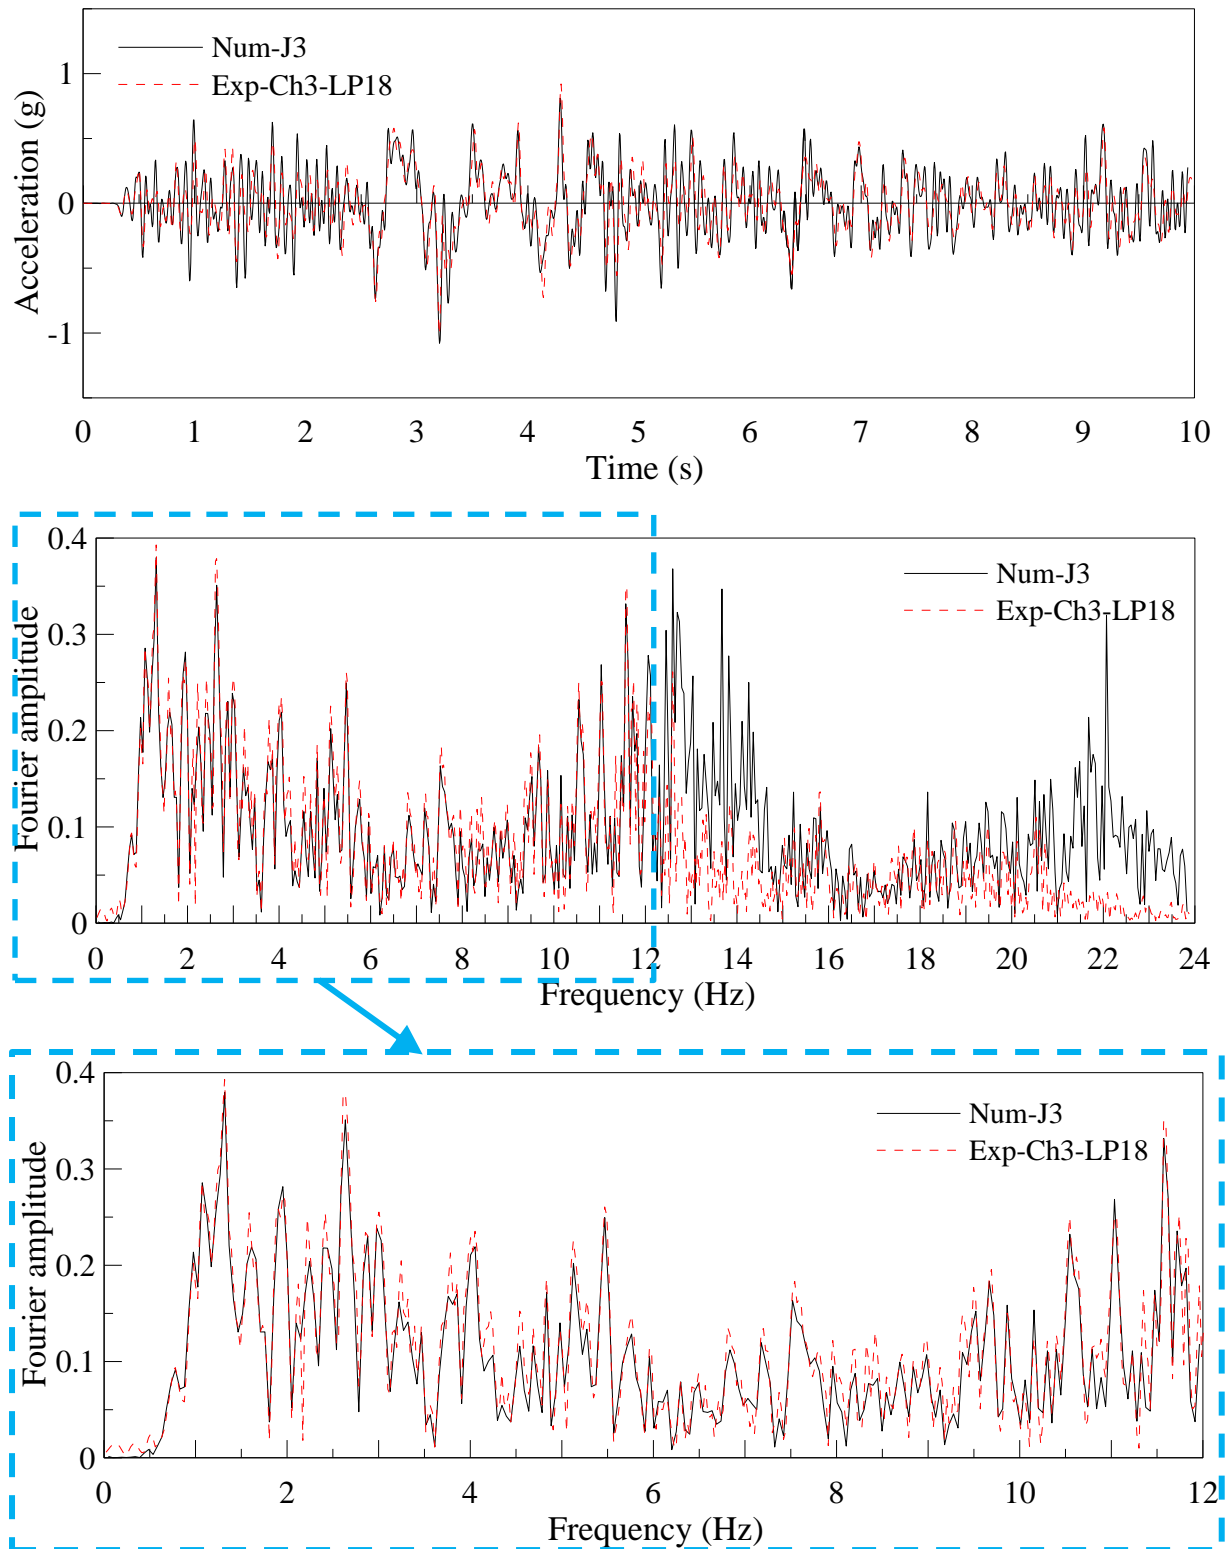 Num-J3
Exp-Ch3-LP18
1
0
-1
Acceleration (g)
0 1 2 3 4 5 6 7 8 9 10
Time (s)
0.4
0.3
0.2
0.1
0
Fourier amplitude
Num-J3
Exp-Ch3-LP18
0 2 4 6 8 10 12 14 16 18 20 22 24
Frequency (Hz)
0.4
0.3
0.2
0.1
0
Fourier amplitude
Num-J3
Exp-Ch3-LP18
0 2 4 6 8 10 12
Frequency (Hz)